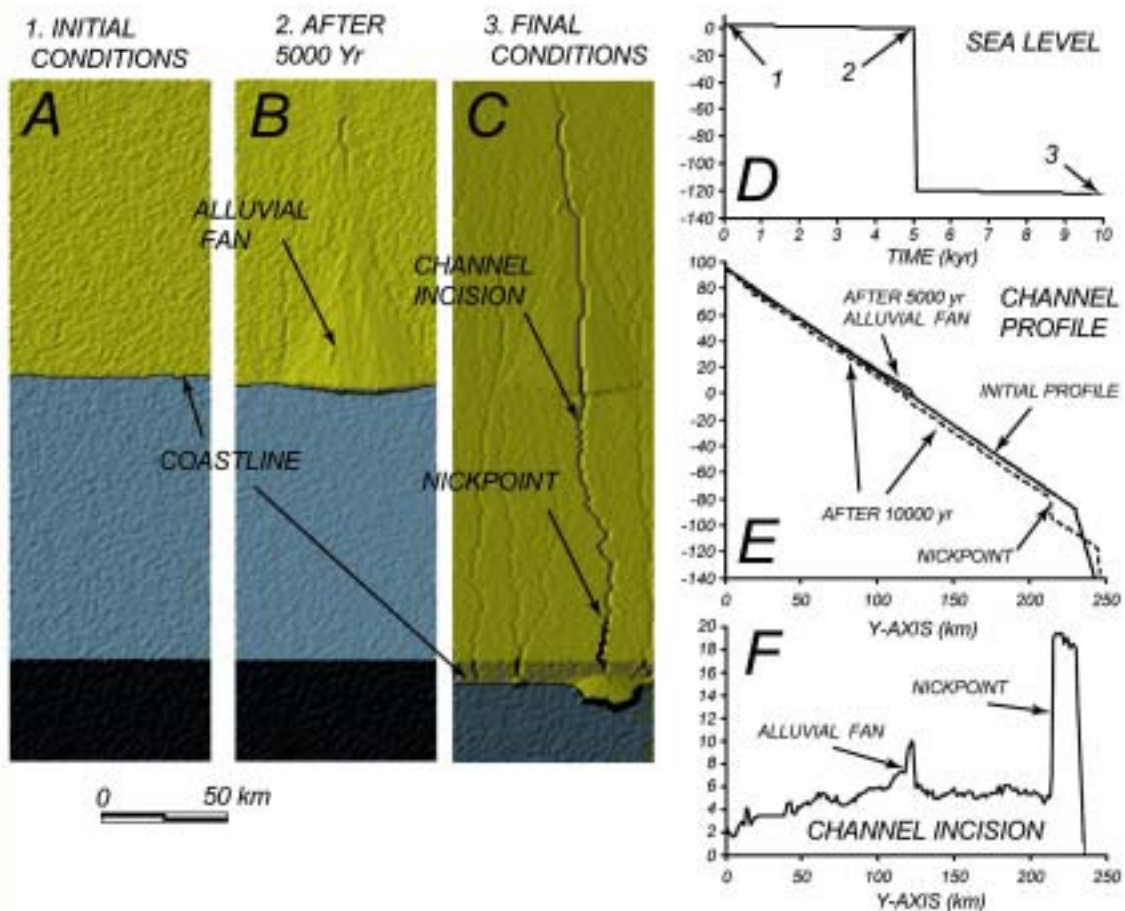 1. INITIAL
CONDITIONS
2. AFTER
5000 Yr
3. FINAL
CONDITIONS
A
B
C
ALLUVIAL
FAN
CHANNEL
INCISION
COASTLINE
NICKPOINT
0 50 km
0
-20
-40
-60
-80
-100
-120
-140
SEA LEVEL
1
2
3
D
0 1 2 3 4 5 6 7 8 9 10
TIME (kyr)
100
80
60
40
20
0
-20
-40
-60
-80
-100
-120
-140
AFTER 5000 yr
ALLUVIAL FAN
CHANNEL
PROFILE
INITIAL PROFILE
AFTER 10000 yr
NICKPOINT
E
0 50 100 150 200 250
Y-AXIS (km)
20
18
16
14
12
10
8
6
4
2
0
F
NICKPOINT
ALLUVIAL FAN
CHANNEL INCISION
0 50 100 150 200 250
Y-AXIS (km)